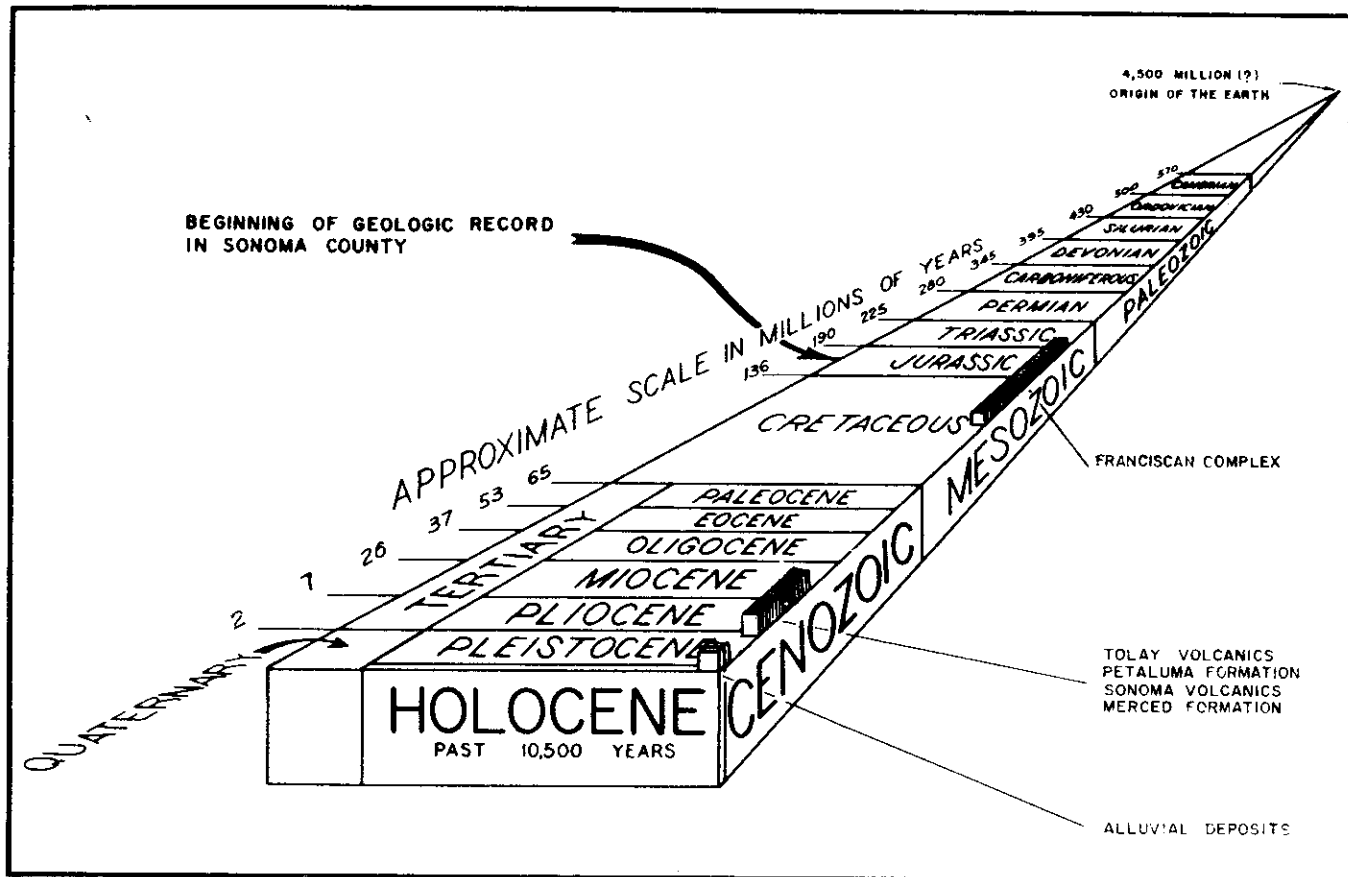 4,500 MILLION (?)
ORIGIN OF THE EARTH
BEGINNING OF GEOLOGIC RECORD
IN SONOMA COUNTY
APPROXIMATE SCALE IN MILLIONS OF YEARS
570
500
430
395
345
280
225
190
136
65
53
37
26
7
2
CAMBRIAN
ORDOVICIAN
SILURIAN
DEVONIAN
CARBONIFEROUS
PERMIAN
TRIASSIC
JURASSIC
CRETACEOUS
PALEOZOIC
MESOZOIC
CENOZOIC
FRANCISCAN COMPLEX
TERTIARY
PALEOCENE
EOCENE
OLIGOCENE
MIOCENE
PLIOCENE
PLEISTOCENE
QUATERNARY
HOLOCENE
PAST 10,500 YEARS
TOLAY VOLCANICS
PETALUMA FORMATION
SONOMA VOLCANICS
MERCED FORMATION
ALLUVIAL DEPOSITS